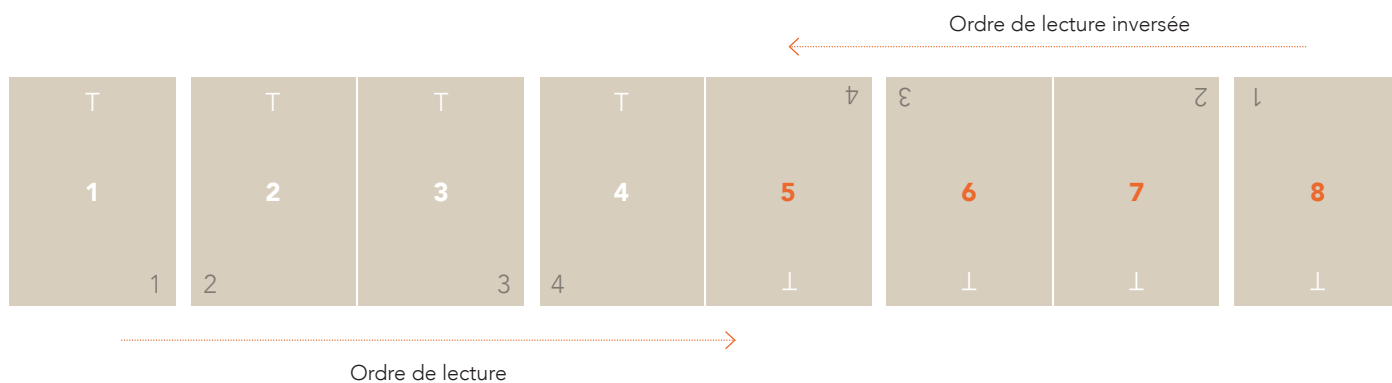 Ordre de lecture inversée
T T T T 4 3 2 1
1 2 3 4 5 6 7 8
1 2 3 4 T T T T
Ordre de lecture